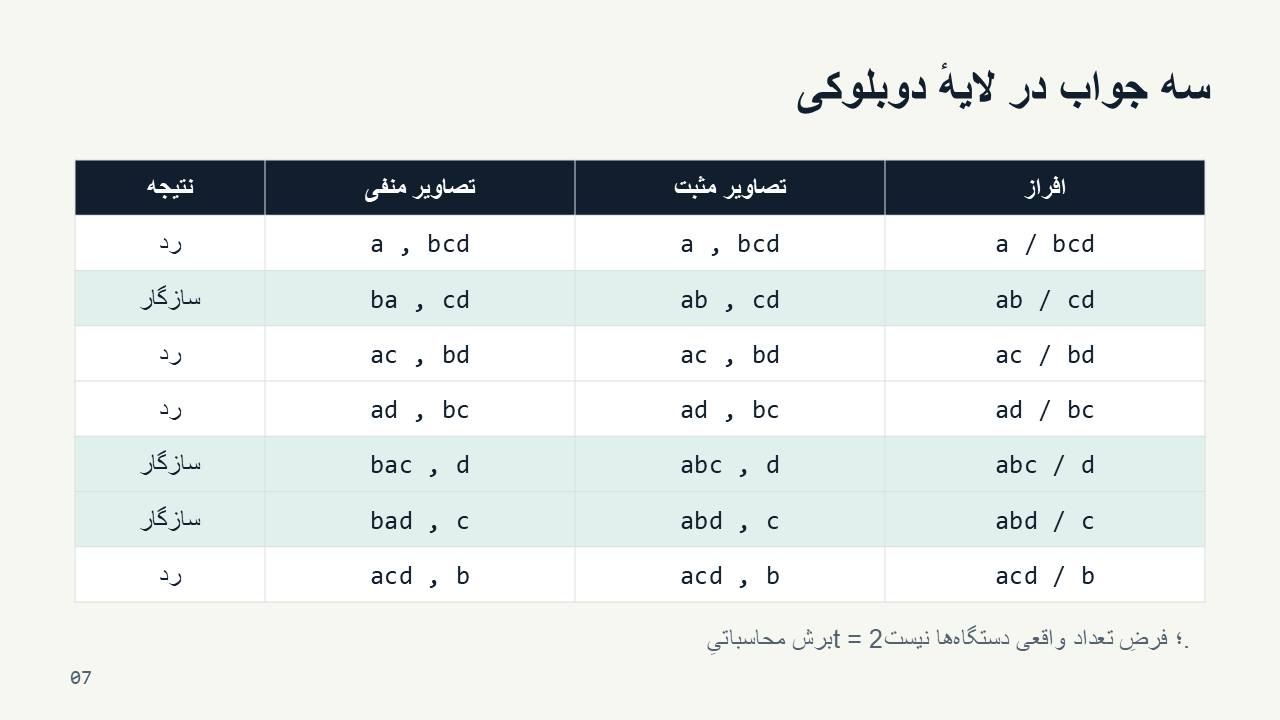 سه جواب در لایهٔ دوبلوکی
افراز تصاویر مثبت تصاویر منفی نتیجه
a / bcd a , bcd a , bcd رد
ab / cd ab , cd ba , cd سازگار
ac / bd ac , bd ac , bd رد
ad / bc ad , bc ad , bc رد
abc / d abc , d bac , d سازگار
abd / c abd , c bad , c سازگار
acd / b acd , b acd , b رد
برش محاسباتیِ t = 2؛ فرضِ تعداد واقعی دستگاه‌ها نیست.
07